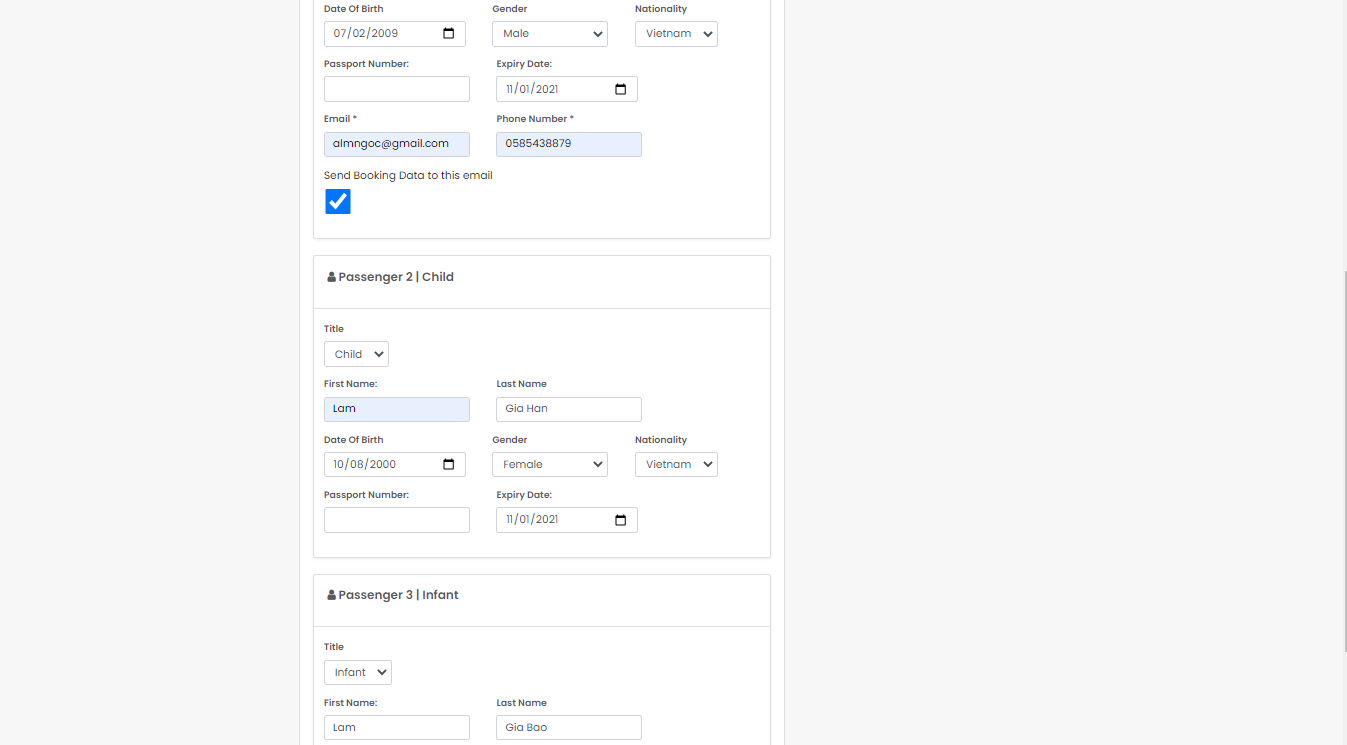 Date Of Birth Gender Nationality
07/02/2009 Male Vietnam
Passport Number: Expiry Date:
11/01/2021
Email * Phone Number *
almngoc@gmail.com 0585438879
Send Booking Data to this email
Passenger 2 | Child
Title
Child
First Name: Last Name
Lam Gia Han
Date Of Birth Gender Nationality
10/08/2000 Female Vietnam
Passport Number: Expiry Date:
11/01/2021
Passenger 3 | Infant
Title
Infant
First Name: Last Name
Lam Gia Bao